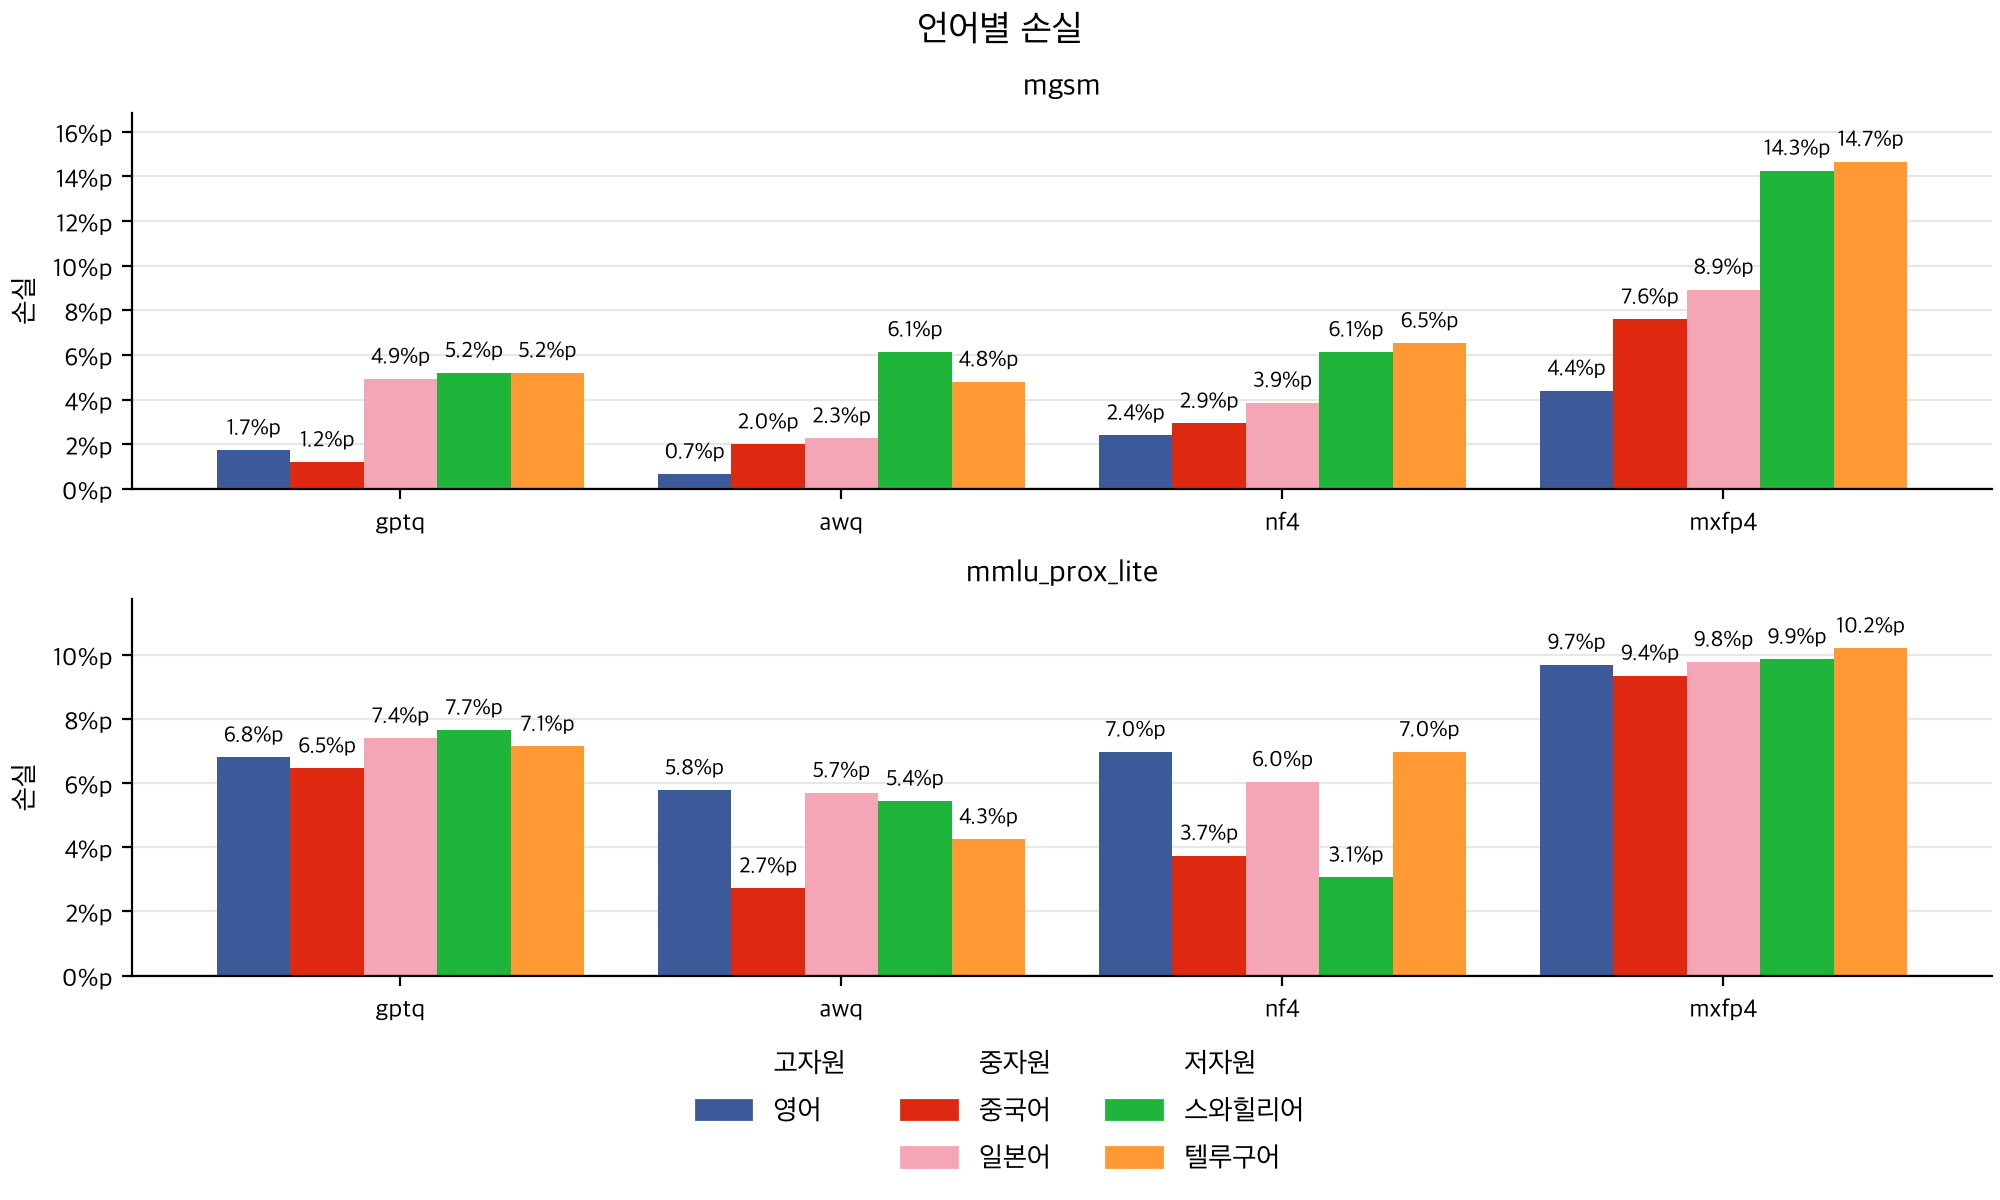 언어별 손실
mgsm
손실
16%p
14%p
12%p
10%p
8%p
6%p
4%p
2%p
0%p
1.7%p
1.2%p
4.9%p
5.2%p
5.2%p
0.7%p
2.0%p
2.3%p
6.1%p
4.8%p
2.4%p
2.9%p
3.9%p
6.1%p
6.5%p
4.4%p
7.6%p
8.9%p
14.3%p
14.7%p
gptq awq nf4 mxfp4
mmlu_prox_lite
손실
10%p
8%p
6%p
4%p
2%p
0%p
6.8%p
6.5%p
7.4%p
7.7%p
7.1%p
5.8%p
2.7%p
5.7%p
5.4%p
4.3%p
7.0%p
3.7%p
6.0%p
3.1%p
7.0%p
9.7%p
9.4%p
9.8%p
9.9%p
10.2%p
gptq awq nf4 mxfp4
고자원 중자원 저자원
영어 중국어 스와힐리어
일본어 텔루구어